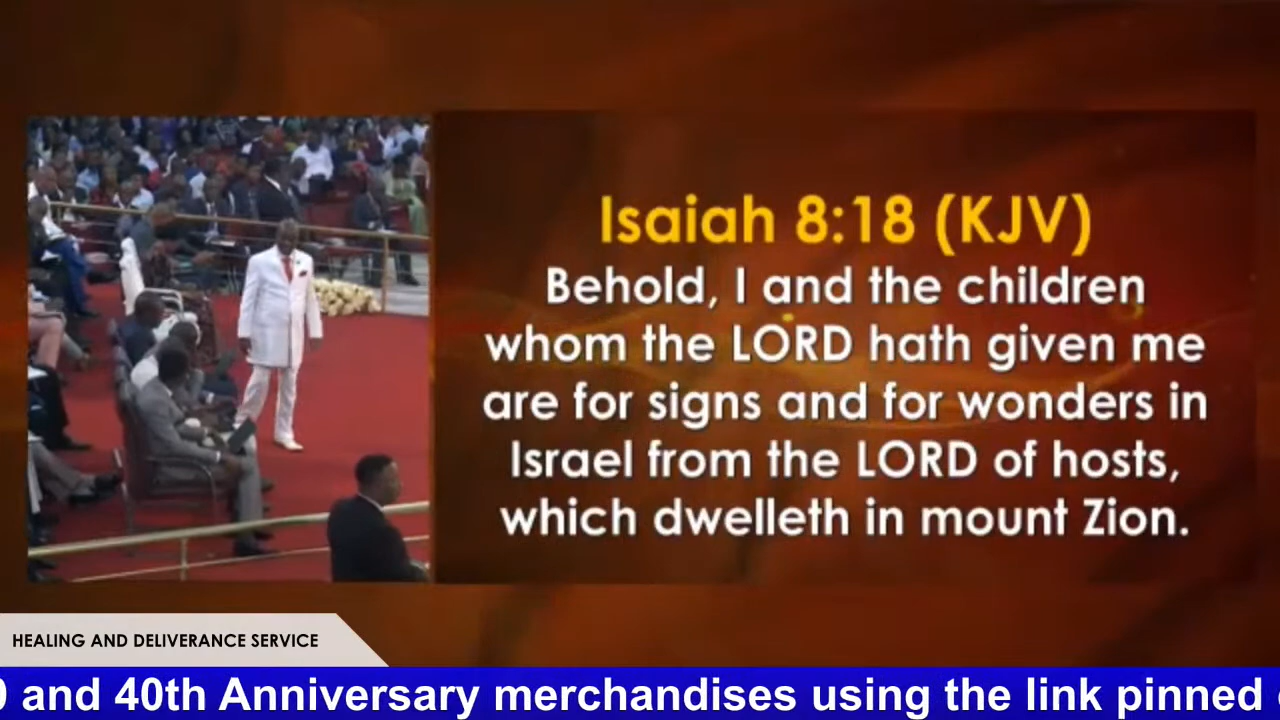 Isaiah 8:18 (KJV)
Behold, I and the children
whom the LORD hath given me
are for signs and for wonders in
Israel from the LORD of hosts,
which dwelleth in mount Zion.
HEALING AND DELIVERANCE SERVICE
and 40th Anniversary merchandises using the link pinned